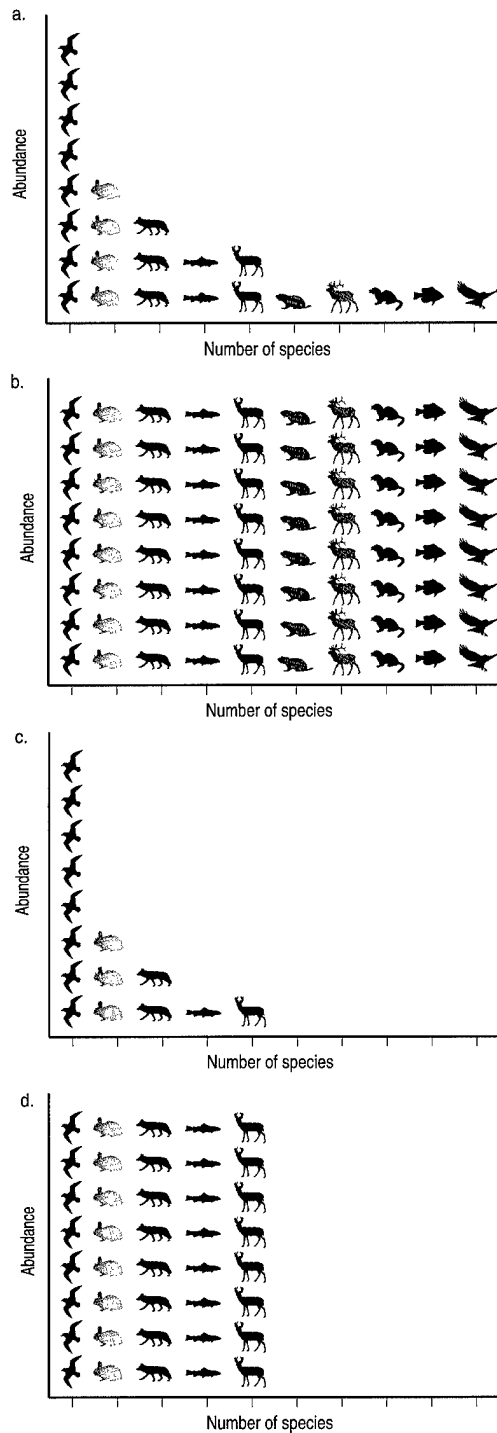 a.
Abundance
Number of species
b.
Abundance
Number of species
c.
Abundance
Number of species
d.
Abundance
Number of species